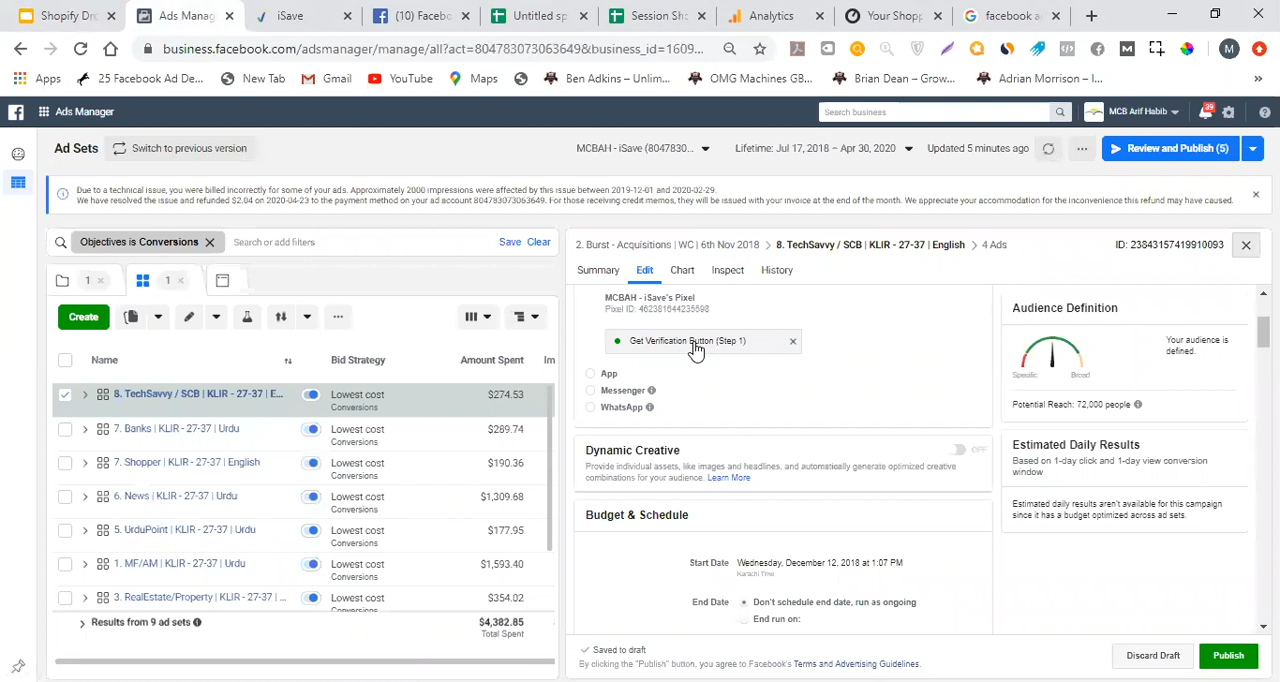 Shopify Dr
Ads Mana
iSave
(10) Faceb
Untitled sp
Session Sh
Analytics
Your Shop
facebook a
business.facebook.com/adsmanager/manage/all?act=8047830730636498&business_id=1609...
M
Apps
25 Facebook Ad De...
New Tab
Gmail
YouTube
Maps
Ben Adkins – Unlim...
OMG Machines GB...
Brian Dean – Grow...
Adrian Morrison – I...
»
Ads Manager
Search business
MCB Arif Habib
39
Ad Sets
Switch to previous version
MCBAH - iSave (8047830...
Lifetime: Jul 17, 2018 – Apr 30, 2020
Updated 5 minutes ago
Review and Publish (5)
Due to a technical issue, you were billed incorrectly for some of your ads. Approximately 2000 impressions were affected by this issue between 2019-12-01 and 2020-02-29.
We have resolved the issue and refunded $2.04 on 2020-04-23 to the payment method on your ad account 804783073063649. For those receiving credit memos, they will be issued with your invoice at the end of the month. We appreciate your accommodation for the inconvenience this refund may have caused.
Objectives is Conversions
Search or add filters
Save Clear
2. Burst - Acquisitions | WC | 6th Nov 2018
8. TechSavvy / SCB | KLIR - 27-37 | English
4 Ads
ID: 23843157419910093
1
1
Summary
Edit
Chart
Inspect
History
Create
Name
Bid Strategy
Amount Spent
Im
8. TechSavvy / SCB | KLIR - 27-37 | E...
Lowest cost
Conversions
$274.53
7. Banks | KLIR - 27-37 | Urdu
Lowest cost
Conversions
$289.74
7. Shopper | KLIR - 27-37 | English
Lowest cost
Conversions
$190.36
6. News | KLIR - 27-37 | Urdu
Lowest cost
Conversions
$1,309.68
5. UrduPoint | KLIR - 27-37 | Urdu
Lowest cost
Conversions
$177.95
1. MF/AM | KLIR - 27-37 | Urdu
Lowest cost
Conversions
$1,593.40
3. RealEstate/Property | KLIR - 27-37 | ...
Lowest cost
Conversions
$354.02
Results from 9 ad sets
$4,382.85
Total Spent
MCBAH - iSave's Pixel
Pixel ID: 462381644235598
Get Verification Button (Step 1)
App
Messenger
WhatsApp
Dynamic Creative
OFF
Provide individual assets, like images and headlines, and automatically generate optimized creative
combinations for your audience. Learn More
Budget & Schedule
Start Date
Wednesday, December 12, 2018 at 1:07 PM
Karachi Time
End Date
Don't schedule end date, run as ongoing
End run on:
Audience Definition
Your audience is
defined.
Specific
Broad
Potential Reach: 72,000 people
Estimated Daily Results
Based on 1-day click and 1-day view conversion
window
Estimated daily results aren't available for this campaign
since it has a budget optimized across ad sets.
Saved to draft
By clicking the "Publish" button, you agree to Facebook's Terms and Advertising Guidelines.
Discard Draft
Publish